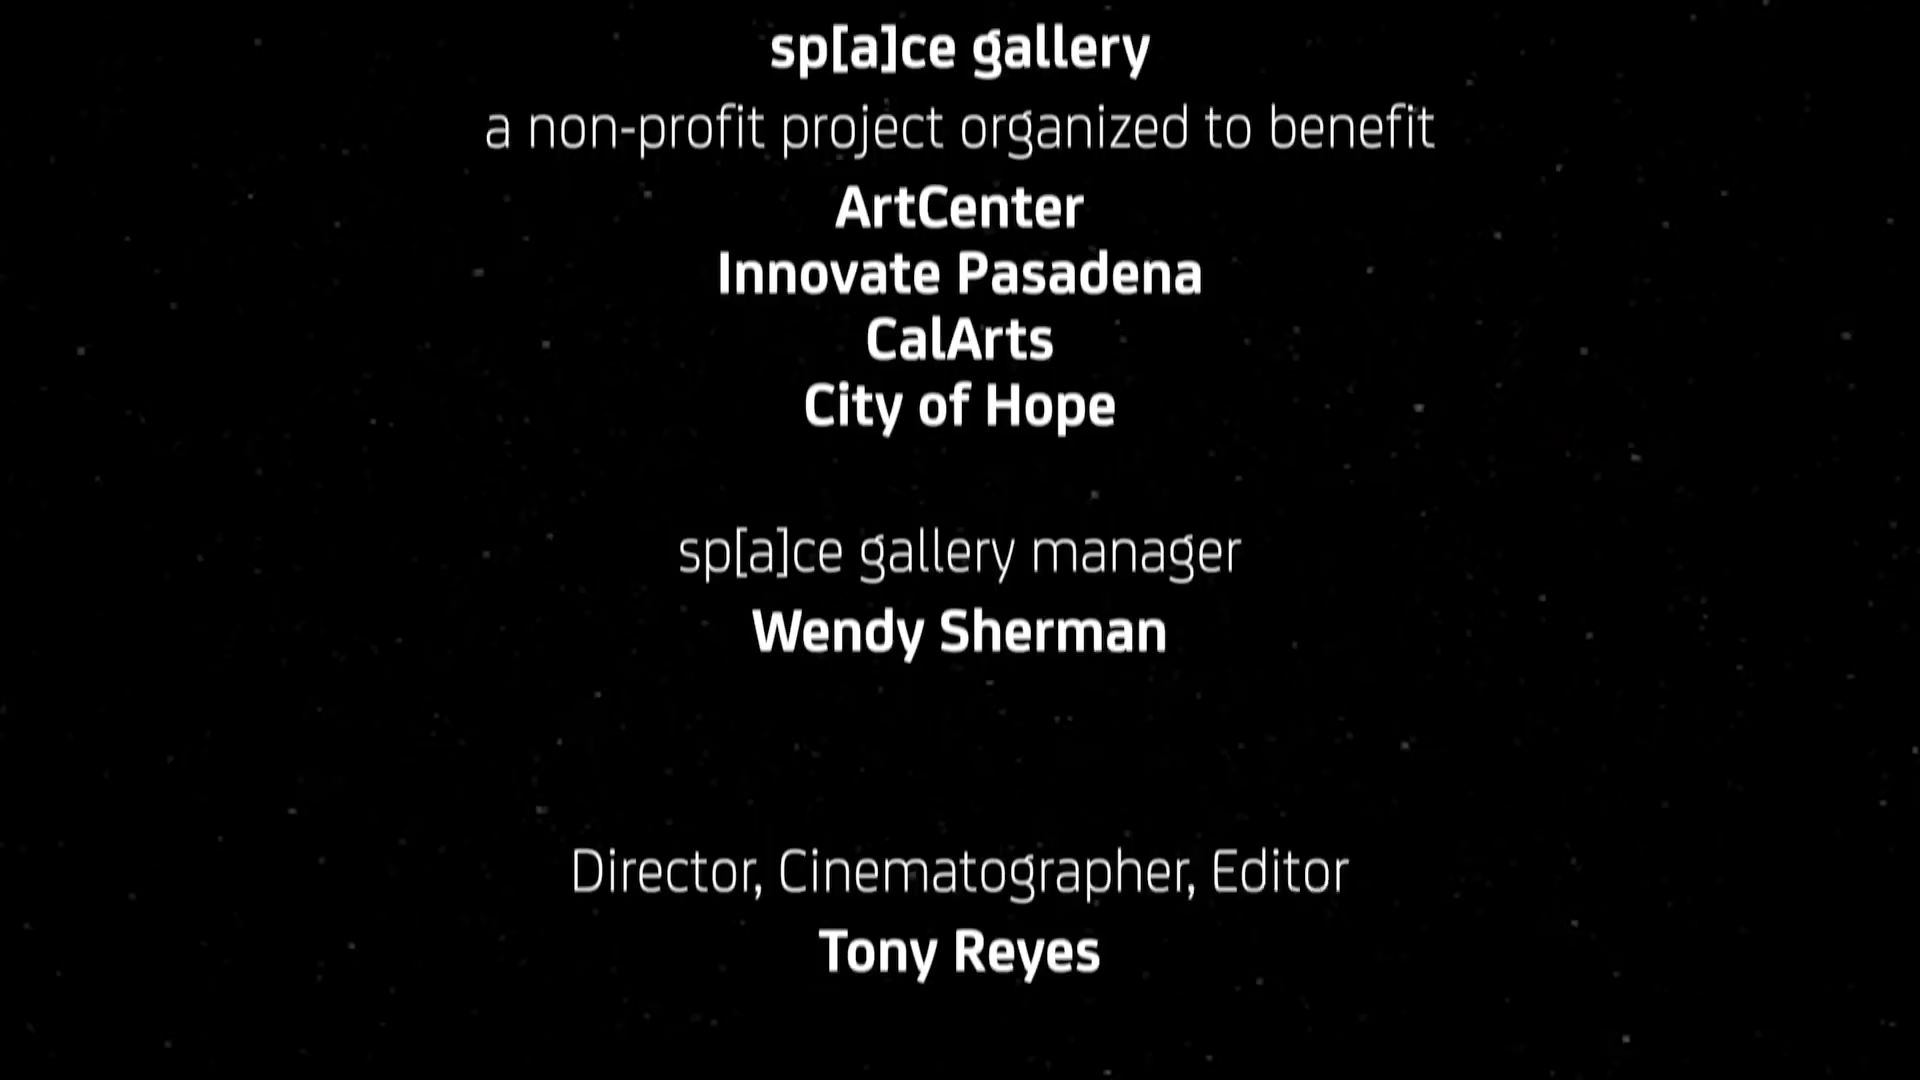 sp[a]ce gallery
a non-profit project organized to benefit
ArtCenter
Innovate Pasadena
CalArts
City of Hope
sp[a]ce gallery manager
Wendy Sherman
Director, Cinematographer, Editor
Tony Reyes